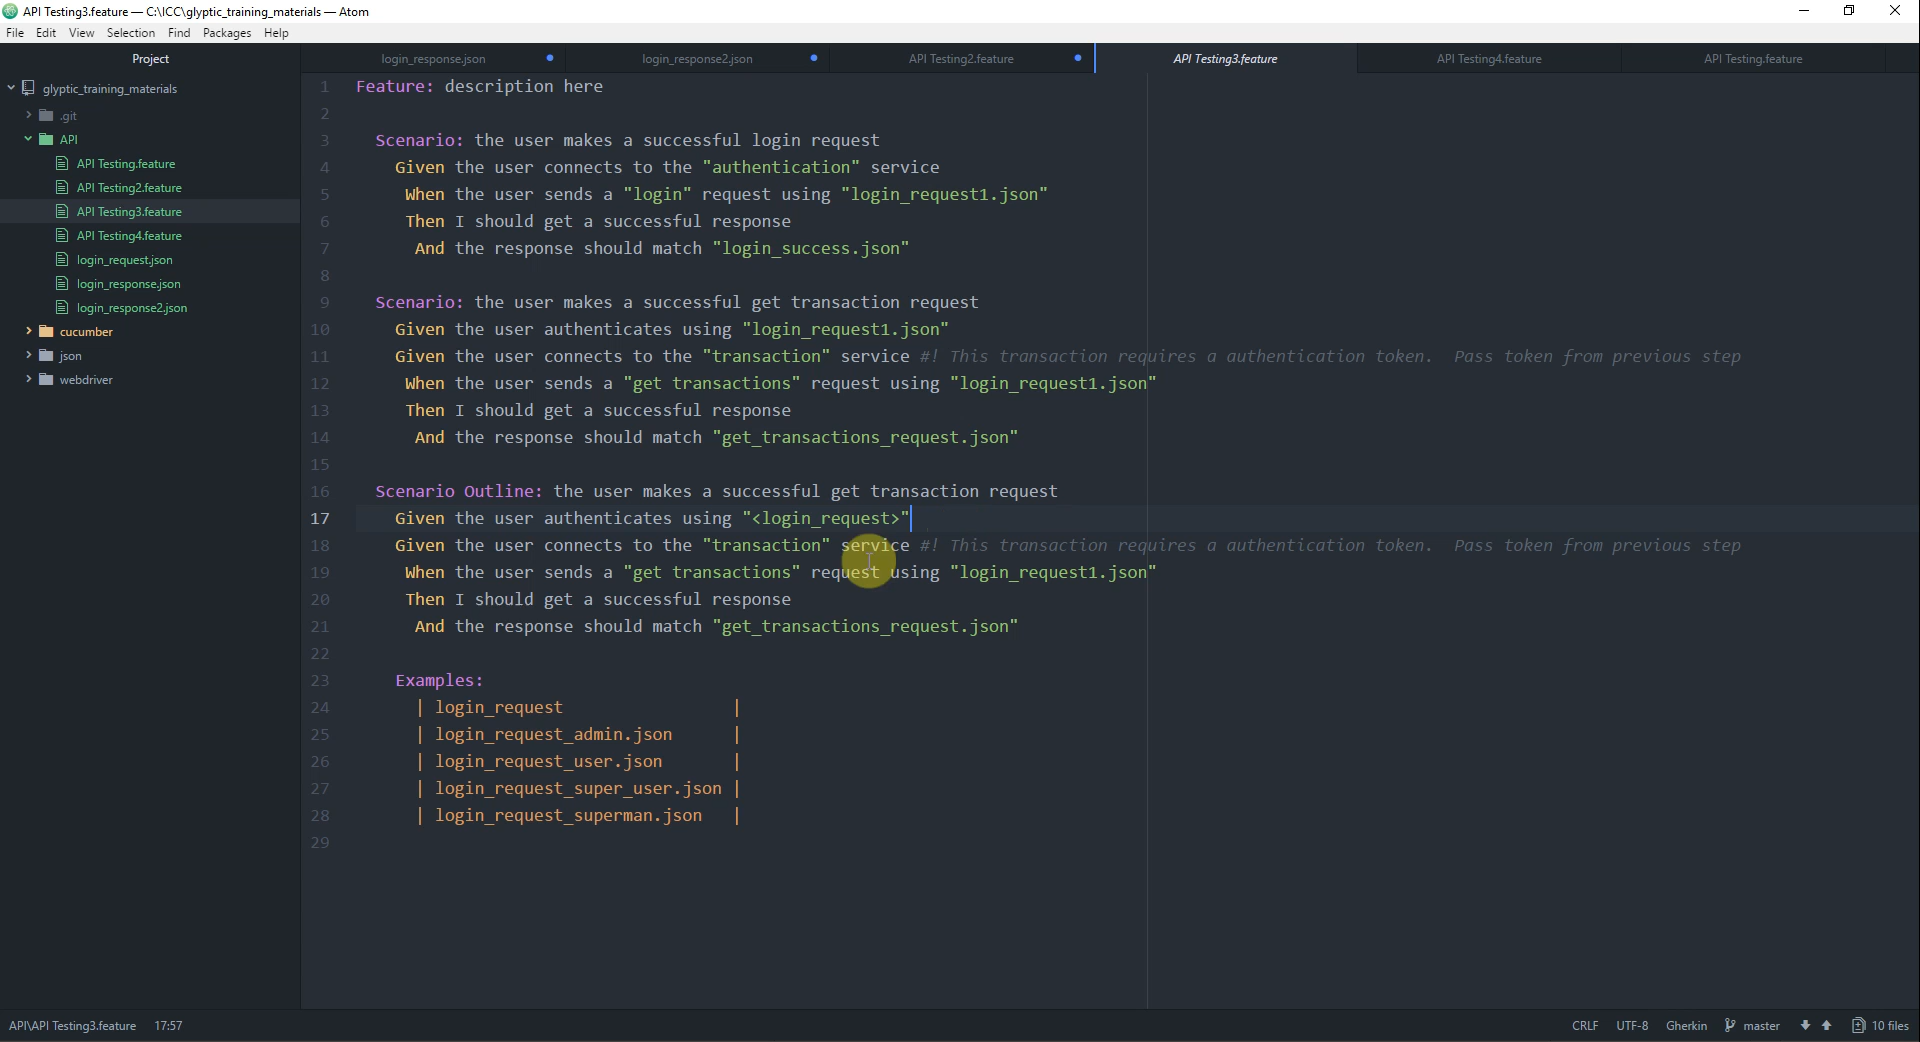 API Testing3.feature — C:\ICC\glyptic_training_materials — Atom
File Edit View Selection Find Packages Help
Project
login_response.json
login_response2.json
API Testing2.feature
API Testing3.feature
API Testing4.feature
API Testing.feature
glyptic_training_materials
.git
API
API Testing.feature
API Testing2.feature
API Testing3.feature
API Testing4.feature
login_request.json
login_response.json
login_response2.json
cucumber
json
webdriver
1 Feature: description here
2
3 Scenario: the user makes a successful login request
4 Given the user connects to the "authentication" service
5 When the user sends a "login" request using "login_request1.json"
6 Then I should get a successful response
7 And the response should match "login_success.json"
8
9 Scenario: the user makes a successful get transaction request
10 Given the user authenticates using "login_request1.json"
11 Given the user connects to the "transaction" service #! This transaction requires a authentication token.  Pass token from previous step
12 When the user sends a "get transactions" request using "login_request1.json"
13 Then I should get a successful response
14 And the response should match "get_transactions_request.json"
15
16 Scenario Outline: the user makes a successful get transaction request
17 Given the user authenticates using "<login_request>"
18 Given the user connects to the "transaction" service #! This transaction requires a authentication token.  Pass token from previous step
19 When the user sends a "get transactions" request using "login_request1.json"
20 Then I should get a successful response
21 And the response should match "get_transactions_request.json"
22
23 Examples:
24 | login_request |
25 | login_request_admin.json |
26 | login_request_user.json |
27 | login_request_super_user.json |
28 | login_request_superman.json |
29
API\API Testing3.feature 17:57
CRLF UTF-8 Gherkin master 10 files